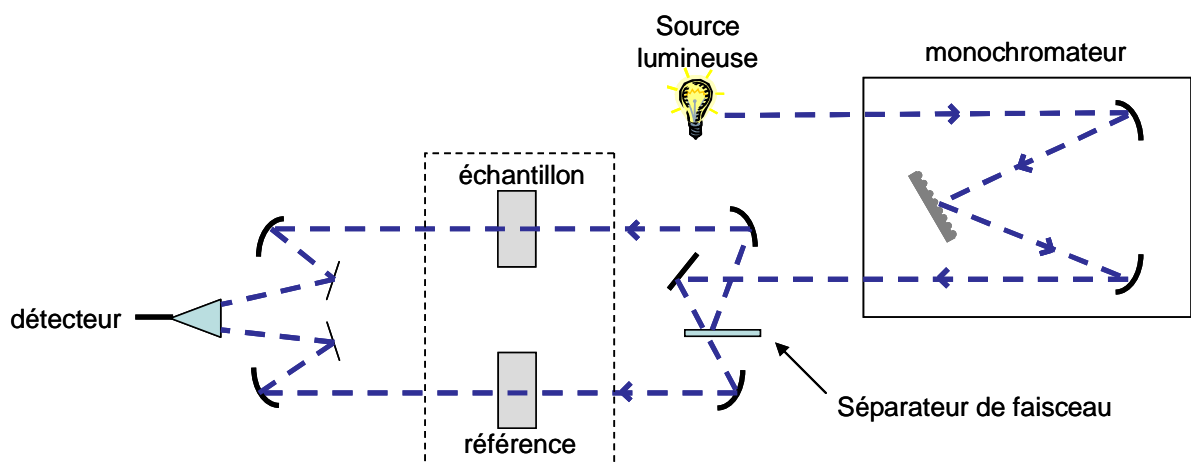 Source
lumineuse
monochromateur
échantillon
détecteur
Séparateur de faisceau
référence